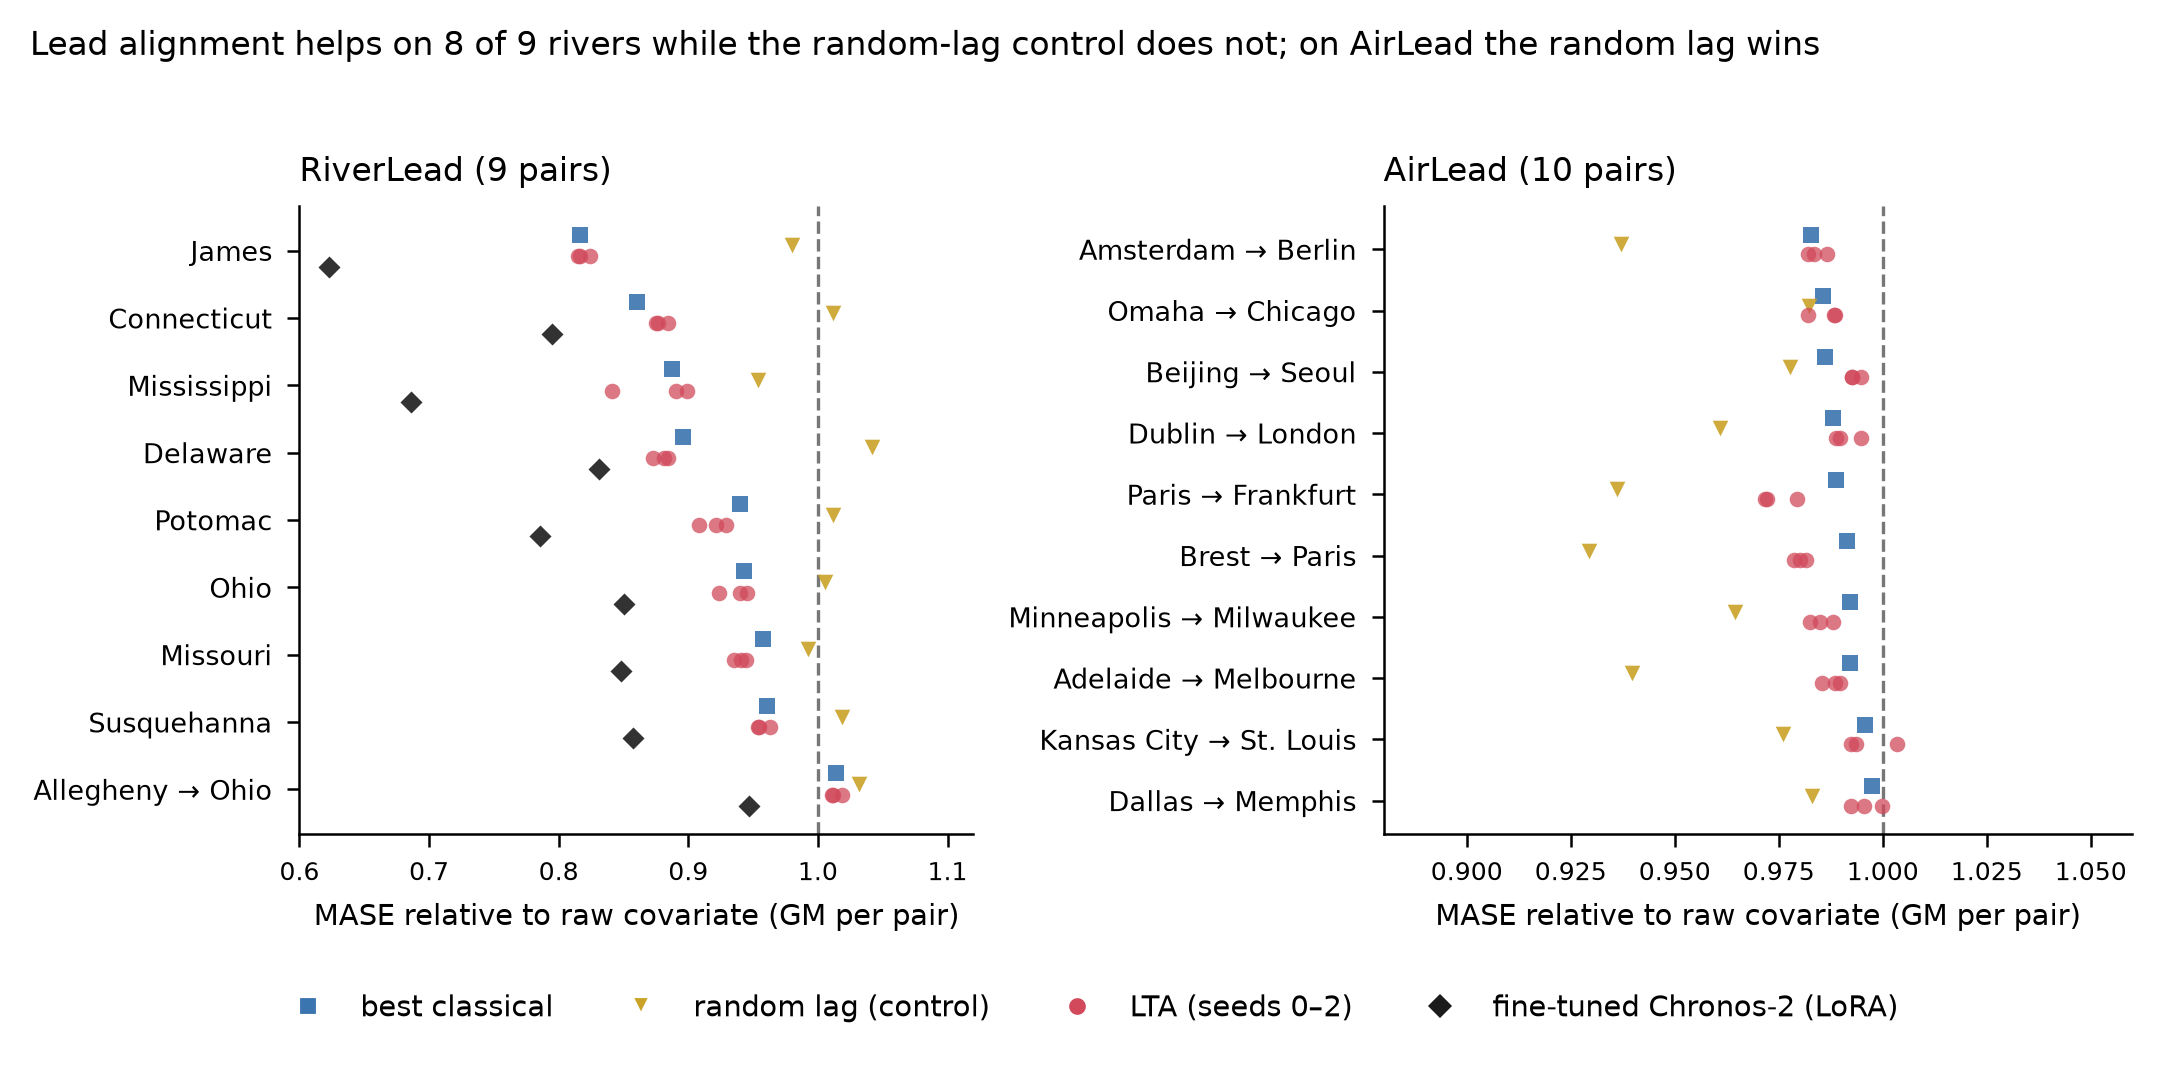 Lead alignment helps on 8 of 9 rivers while the random-lag control does not; on AirLead the random lag wins
RiverLead (9 pairs)
James
Connecticut
Mississippi
Delaware
Potomac
Ohio
Missouri
Susquehanna
Allegheny → Ohio
0.6 0.7 0.8 0.9 1.0 1.1
MASE relative to raw covariate (GM per pair)
AirLead (10 pairs)
Amsterdam → Berlin
Omaha → Chicago
Beijing → Seoul
Dublin → London
Paris → Frankfurt
Brest → Paris
Minneapolis → Milwaukee
Adelaide → Melbourne
Kansas City → St. Louis
Dallas → Memphis
0.900 0.925 0.950 0.975 1.000 1.025 1.050
MASE relative to raw covariate (GM per pair)
best classical random lag (control) LTA (seeds 0–2) fine-tuned Chronos-2 (LoRA)